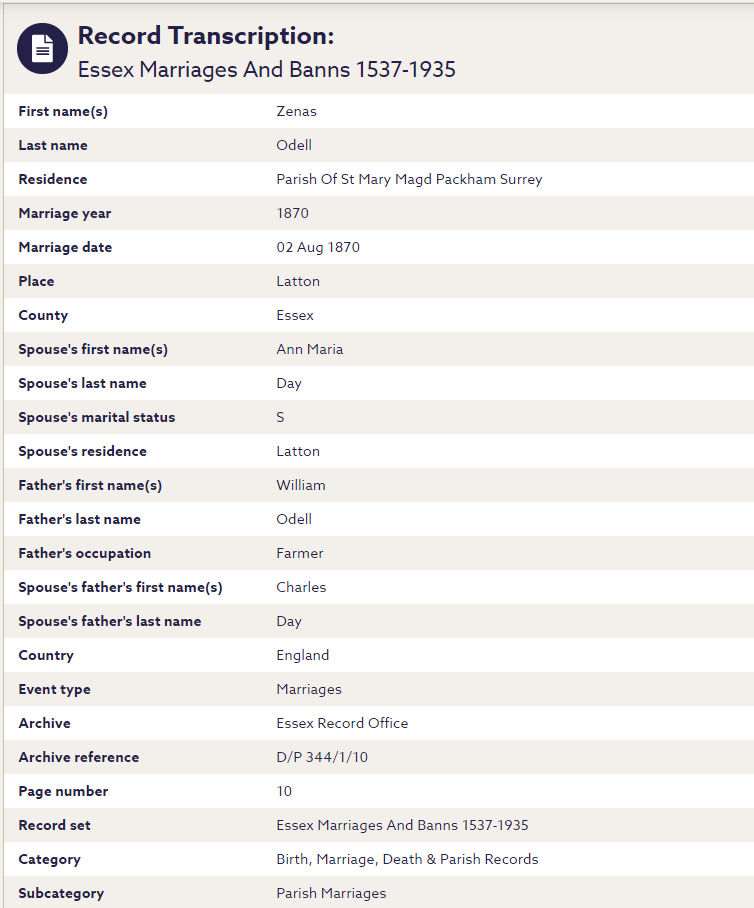 Record Transcription:
Essex Marriages And Banns 1537-1935
First name(s) Zenas
Last name Odell
Residence Parish Of St Mary Magd Packham Surrey
Marriage year 1870
Marriage date 02 Aug 1870
Place Latton
County Essex
Spouse's first name(s) Ann Maria
Spouse's last name Day
Spouse's marital status S
Spouse's residence Latton
Father's first name(s) William
Father's last name Odell
Father's occupation Farmer
Spouse's father's first name(s) Charles
Spouse's father's last name Day
Country England
Event type Marriages
Archive Essex Record Office
Archive reference D/P 344/1/10
Page number 10
Record set Essex Marriages And Banns 1537-1935
Category Birth, Marriage, Death & Parish Records
Subcategory Parish Marriages